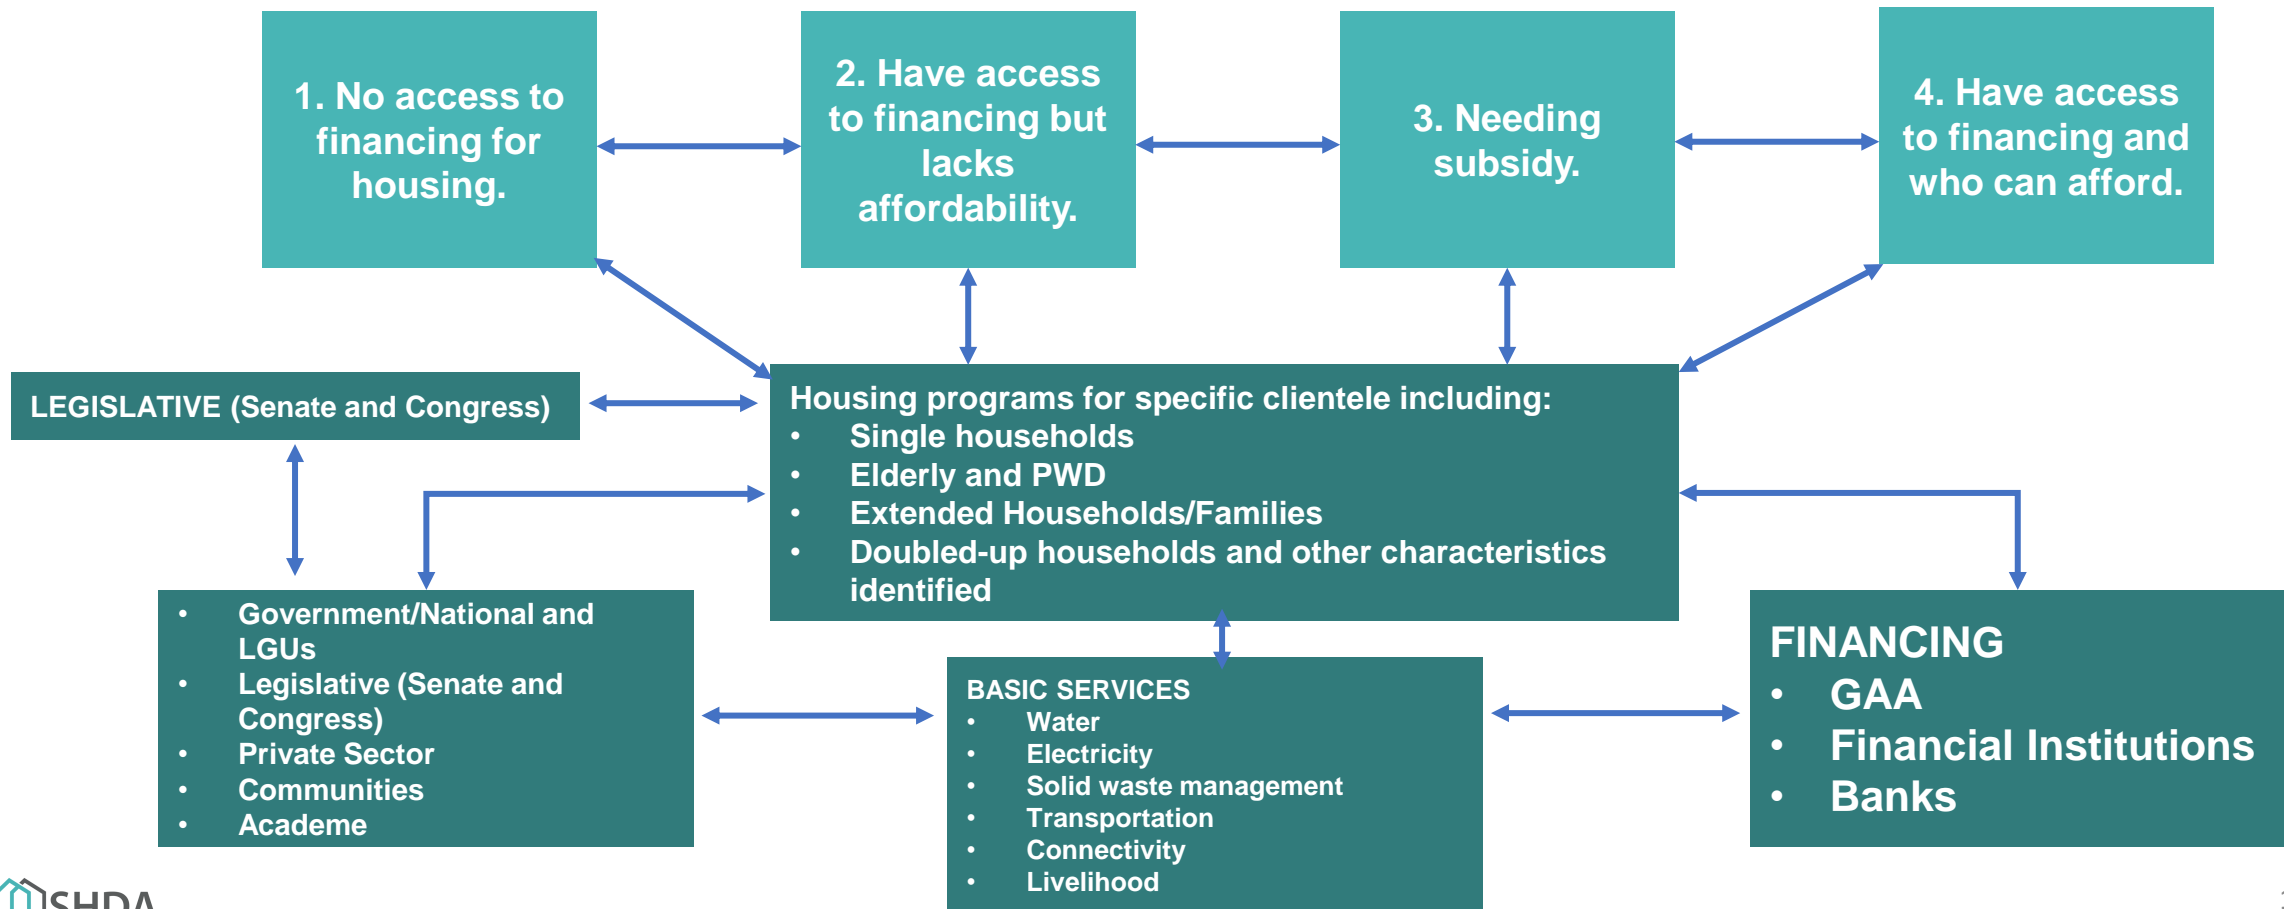 1. No access to
financing for
housing.
2. Have access
to financing but
lacks
affordability.
3. Needing
subsidy.
4. Have access
to financing and
who can afford.
LEGISLATIVE (Senate and Congress)
Housing programs for specific clientele including:
• Single households
• Elderly and PWD
• Extended Households/Families
• Doubled-up households and other characteristics
identified
• Government/National and
LGUs
• Legislative (Senate and
Congress)
• Private Sector
• Communities
• Academe
BASIC SERVICES
• Water
• Electricity
• Solid waste management
• Transportation
• Connectivity
• Livelihood
FINANCING
• GAA
• Financial Institutions
• Banks
SHDA